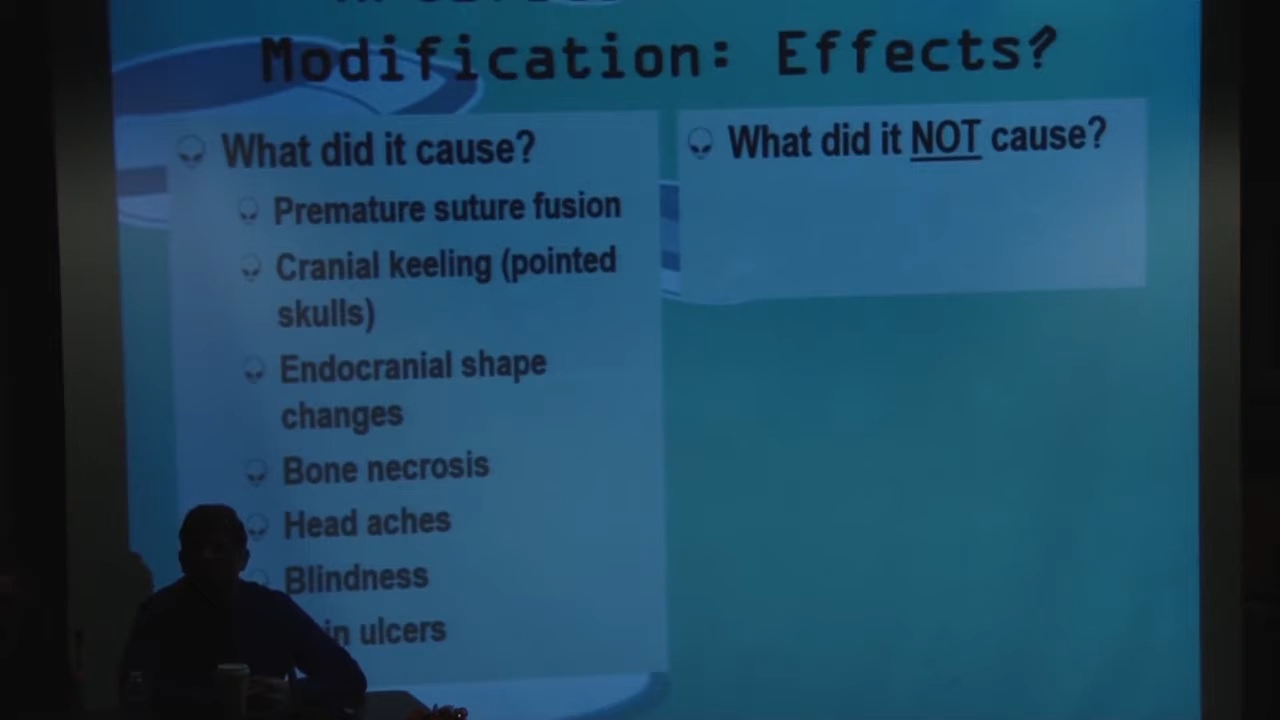 Modification: Effects?
What did it cause?
Premature suture fusion
Cranial keeling (pointed
skulls)
Endocranial shape
changes
Bone necrosis
Head aches
Blindness
ulcers
What did it NOT cause?